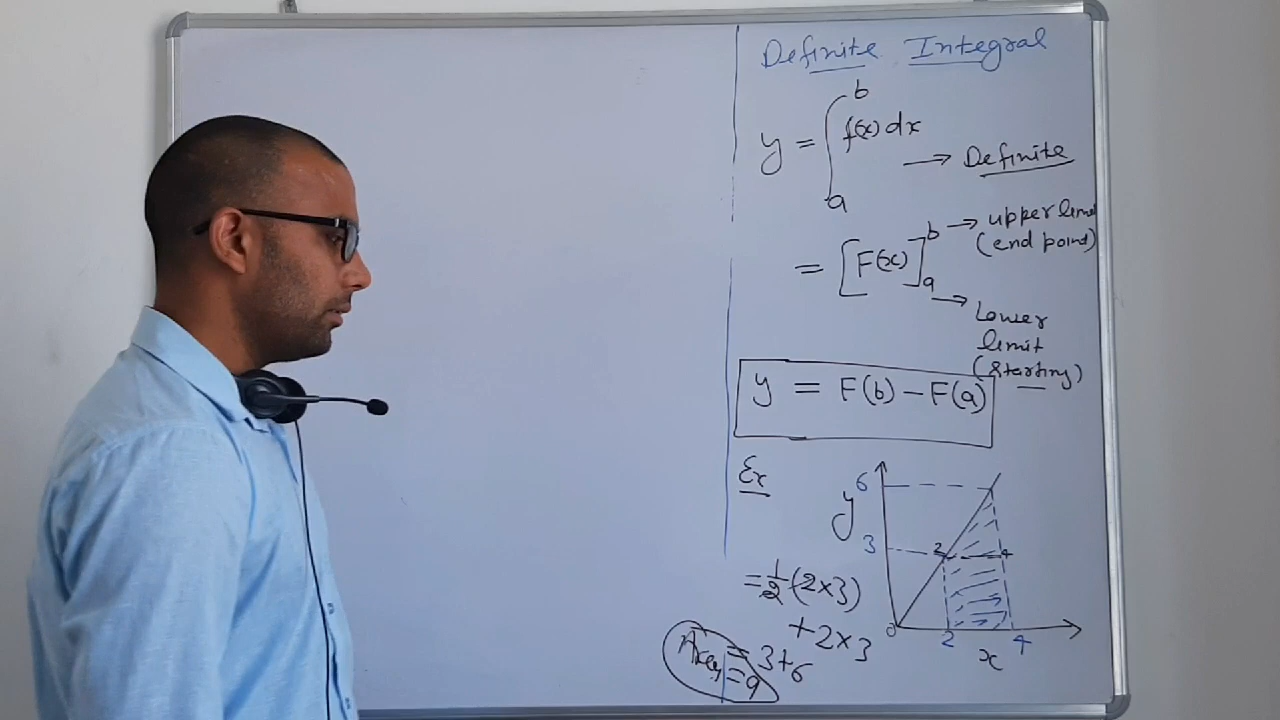 Definite Integral
b
y = ∫ f(x) dx → Definite
a
= [F(x)] b → upper limit
(end point)
a → Lower
limit
(Starting)
y = F(b) - F(a)
Ex
y
6
3
2 4
0 2 4
x
= 1/2 (2×3)
+ 2×3
Area = 3+6
= 9